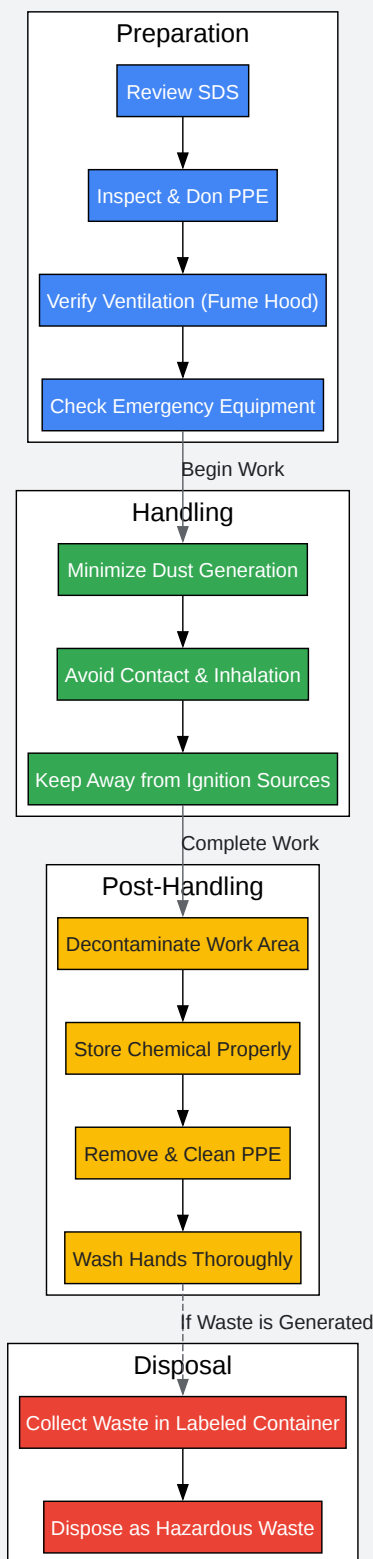 Preparation
Review SDS
Inspect & Don PPE
Verify Ventilation (Fume Hood)
Check Emergency Equipment
Begin Work
Handling
Minimize Dust Generation
Avoid Contact & Inhalation
Keep Away from Ignition Sources
Complete Work
Post-Handling
Decontaminate Work Area
Store Chemical Properly
Remove & Clean PPE
Wash Hands Thoroughly
If Waste is Generated
Disposal
Collect Waste in Labeled Container
Dispose as Hazardous Waste